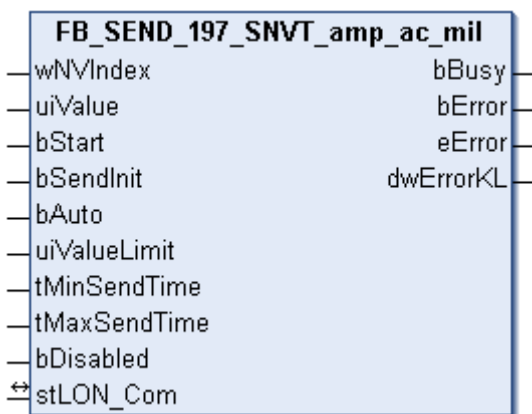 FB_SEND_197_SNVT_amp_ac_mil
wNVIndex bBusy
uiValue bError
bStart eError
bSendInit dwErrorKL
bAuto
uiValueLimit
tMinSendTime
tMaxSendTime
bDisabled
stLON_Com